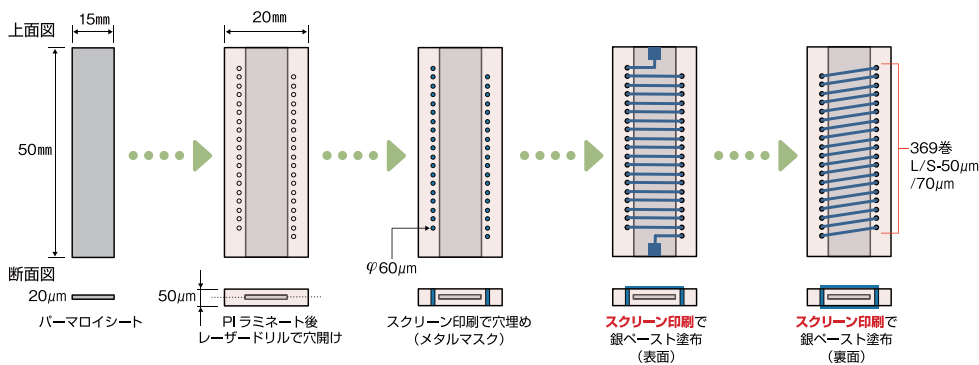 上面図
15㎜
20㎜
50㎜
369巻
L/S-50μm
/70μm
φ60μm
断面図
20μm
50μm
パーマロイシート
PIラミネート後
レーザードリルで穴開け
スクリーン印刷で穴埋め
(メタルマスク)
スクリーン印刷で
銀ペースト塗布
(表面)
スクリーン印刷で
銀ペースト塗布
(裏面)